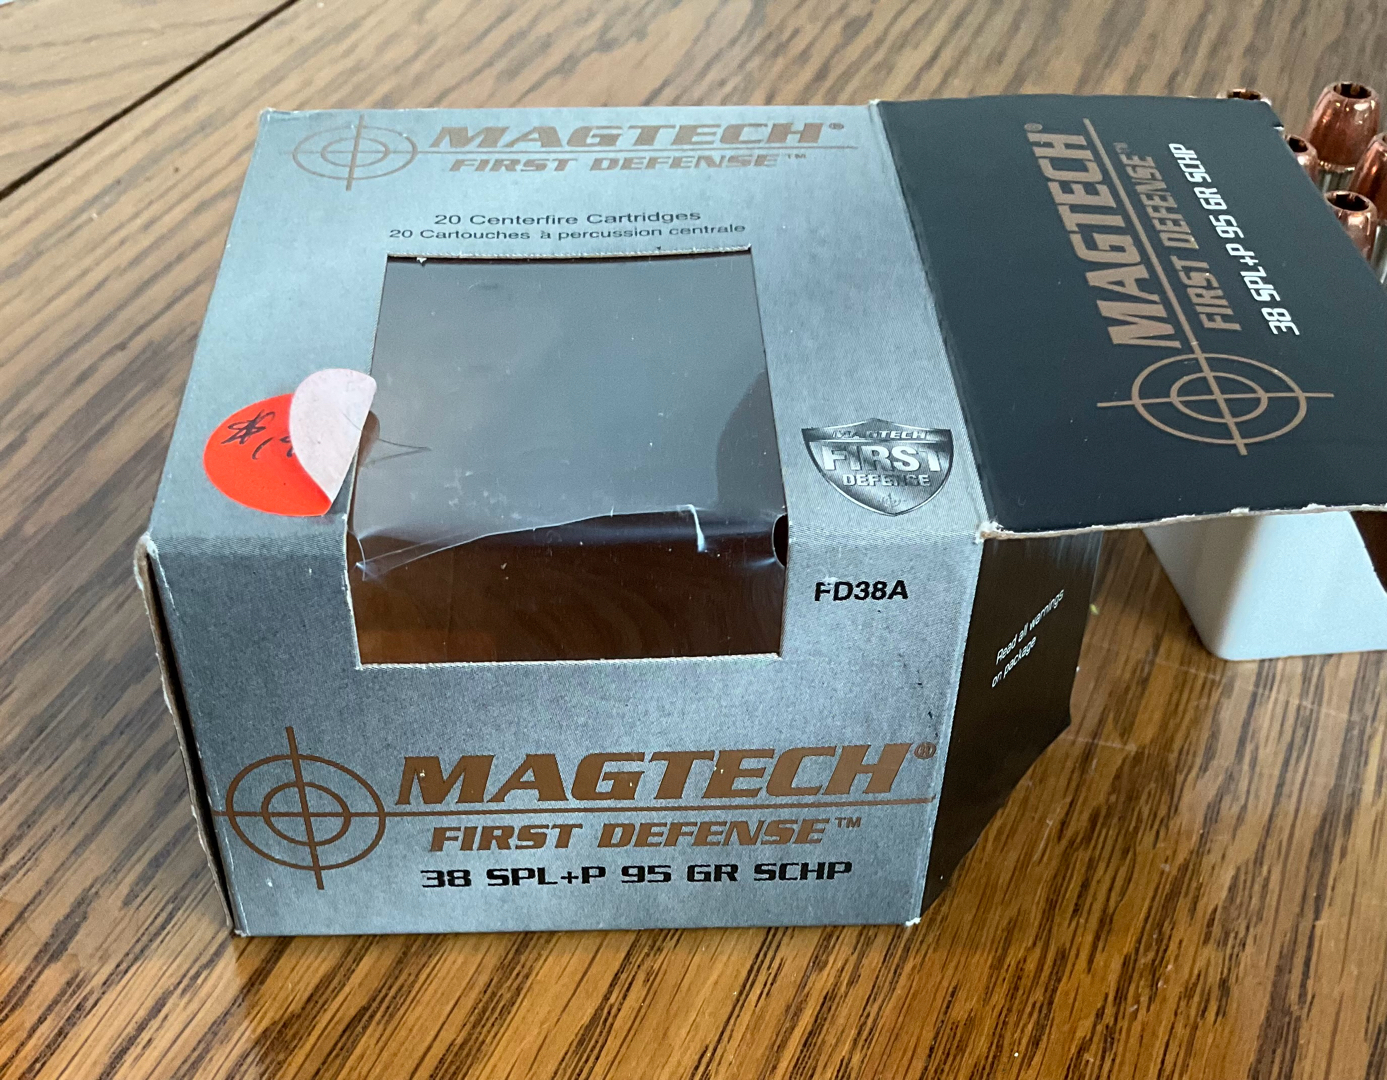 MAGTECH®
FIRST DEFENSE™
20 Centerfire Cartridges
20 Cartouches à percussion centrale
MAGTECH
FIRST
DEFENSE
FD38A
MAGTECH®
FIRST DEFENSE™
38 SPL+P 95 GR SCHP
MAGTECH®
FIRST DEFENSE™
38 SPL+P 95 GR SCHP
Read all warnings
on package